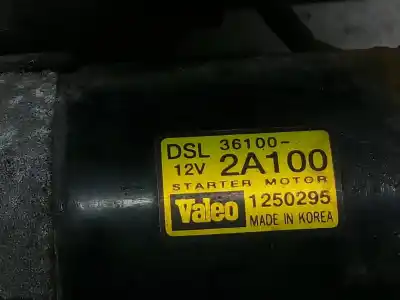 DSL 36100-
12V 2A100
STARTER MOTOR
Valeo 1250295
MADE IN KOREA